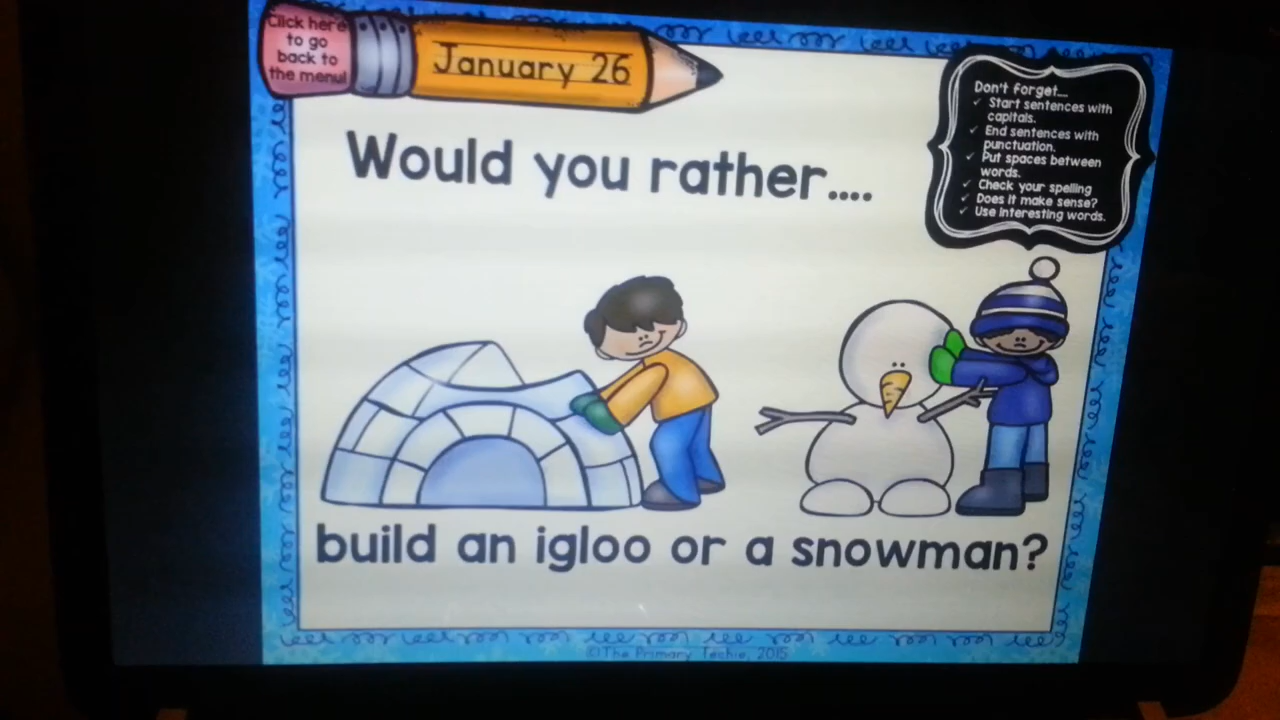 Click here
to go
back to
the menu!
January 26
Would you rather....
Don't forget....
✓ Start sentences with
capitals.
✓ End sentences with
punctuation.
✓ Put spaces between
words.
✓ Check your spelling
✓ Does it make sense?
✓ Use interesting words.
build an igloo or a snowman?
©The Primary Techie, 2015